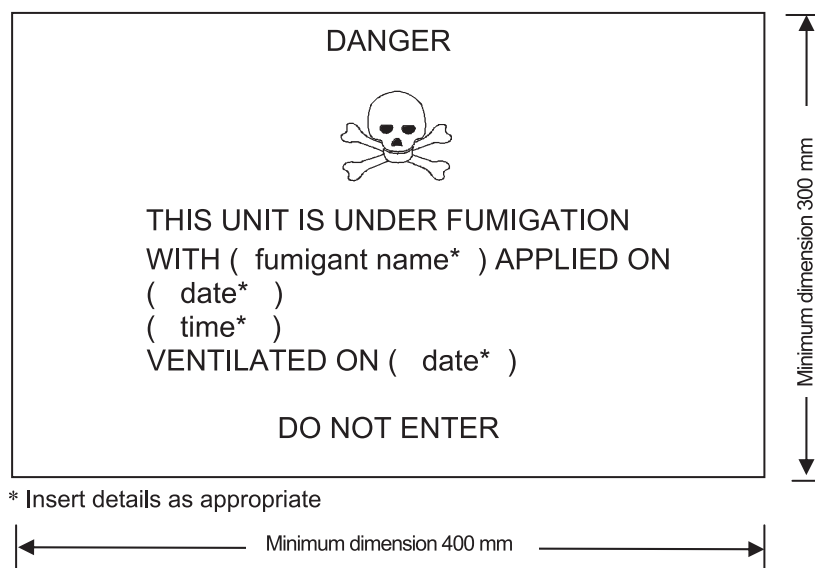 DANGER
THIS UNIT IS UNDER FUMIGATION
WITH ( fumigant name* ) APPLIED ON
( date* )
( time* )
VENTILATED ON ( date* )
DO NOT ENTER
Minimum dimension 300 mm
* Insert details as appropriate
Minimum dimension 400 mm